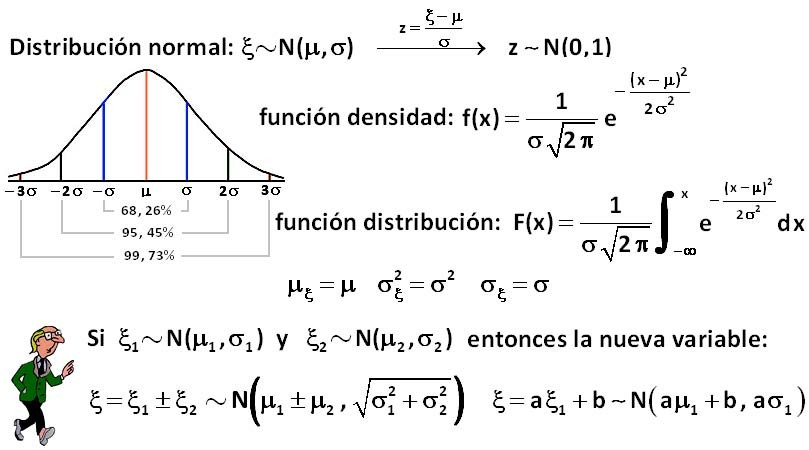 Distribución normal: ξ~N(μ,σ) z = (ξ−μ)/σ → z ~ N(0,1)
función densidad: f(x) = 1/(σ√(2π)) e^(−(x−μ)²/(2σ²))
−3σ −2σ −σ μ σ 2σ 3σ
68,26%
95,45%
99,73%
función distribución: F(x) = 1/(σ√(2π)) ∫_{−∞}^{x} e^(−(x−μ)²/(2σ²)) dx
μ_ξ = μ σ²_ξ = σ² σ_ξ = σ
Si ξ₁~N(μ₁,σ₁) y ξ₂~N(μ₂,σ₂) entonces la nueva variable:
ξ = ξ₁ ± ξ₂ ~ N(μ₁ ± μ₂, √(σ₁² + σ₂²)) ξ = aξ₁ + b ~ N(aμ₁ + b, aσ₁)